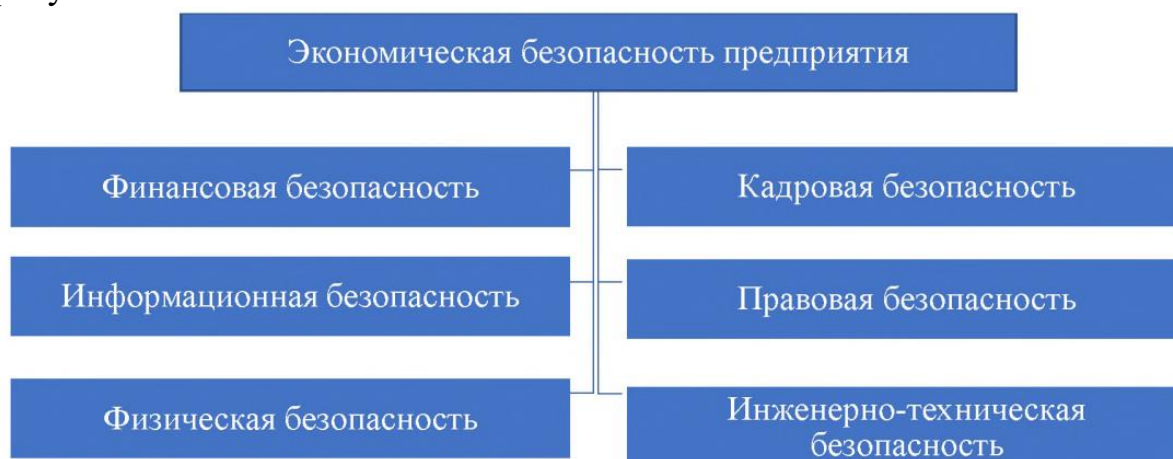 Экономическая безопасность предприятия
Финансовая безопасность
Кадровая безопасность
Информационная безопасность
Правовая безопасность
Физическая безопасность
Инженерно-техническая
безопасность